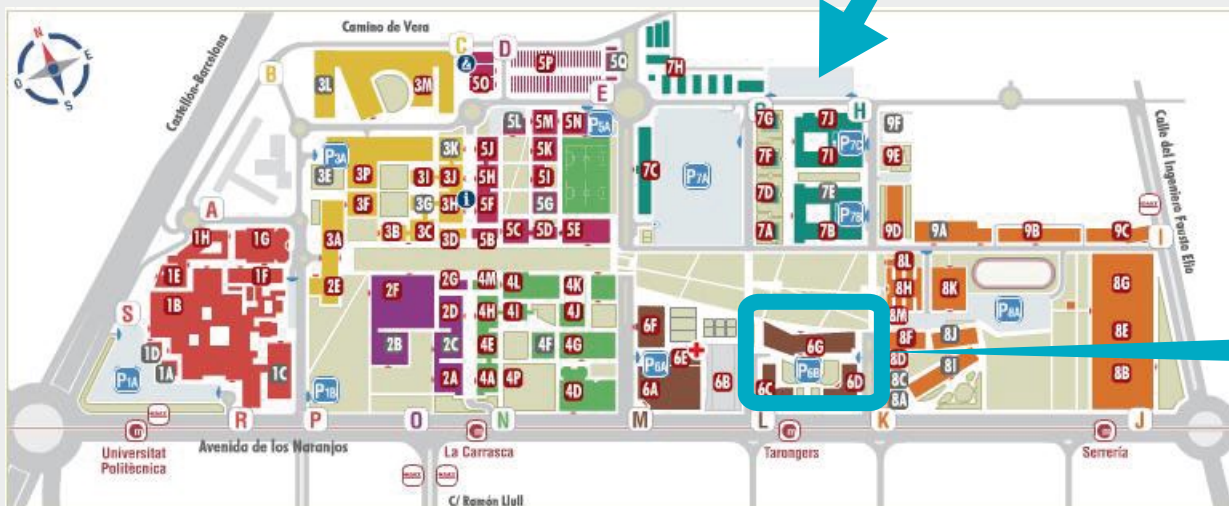 Camino de Vera
N
E
S
O
Castellón-Barcelona
B
C
D
5O
5P
5Q
E
3L
3M
7H
5L
5M
5N
P5A
7G
H
7J
P7C
9F
Calle del Ingeniero Fausto Elio
P3A
3K
5J
5K
7C
P7A
7F
7I
9E
3E
3P
3I
3J
5H
5I
7D
7E
3F
3G
3H
i
5F
5G
P7B
A
1H
1G
3A
3B
3C
3D
5B
5C
5D
5E
7A
7B
9D
9A
9B
9C
I
1E
1F
2E
2F
2G
4M
4L
4K
8L
8K
8G
1B
2D
4H
4I
4J
8H
P8A
S
6F
8M
6G
8F
8J
8E
1D
1A
1C
2B
2C
4E
4F
4G
P6A
6E
P6B
8D
8I
P1A
P1B
2A
4A
4P
4D
6A
6B
6C
6D
8C
8A
8B
R
P
O
N
M
L
K
J
Universitat
Politècnica
Avenida de los Naranjos
La Carrasca
Tarongers
Serrería
C/ Ramón Llull